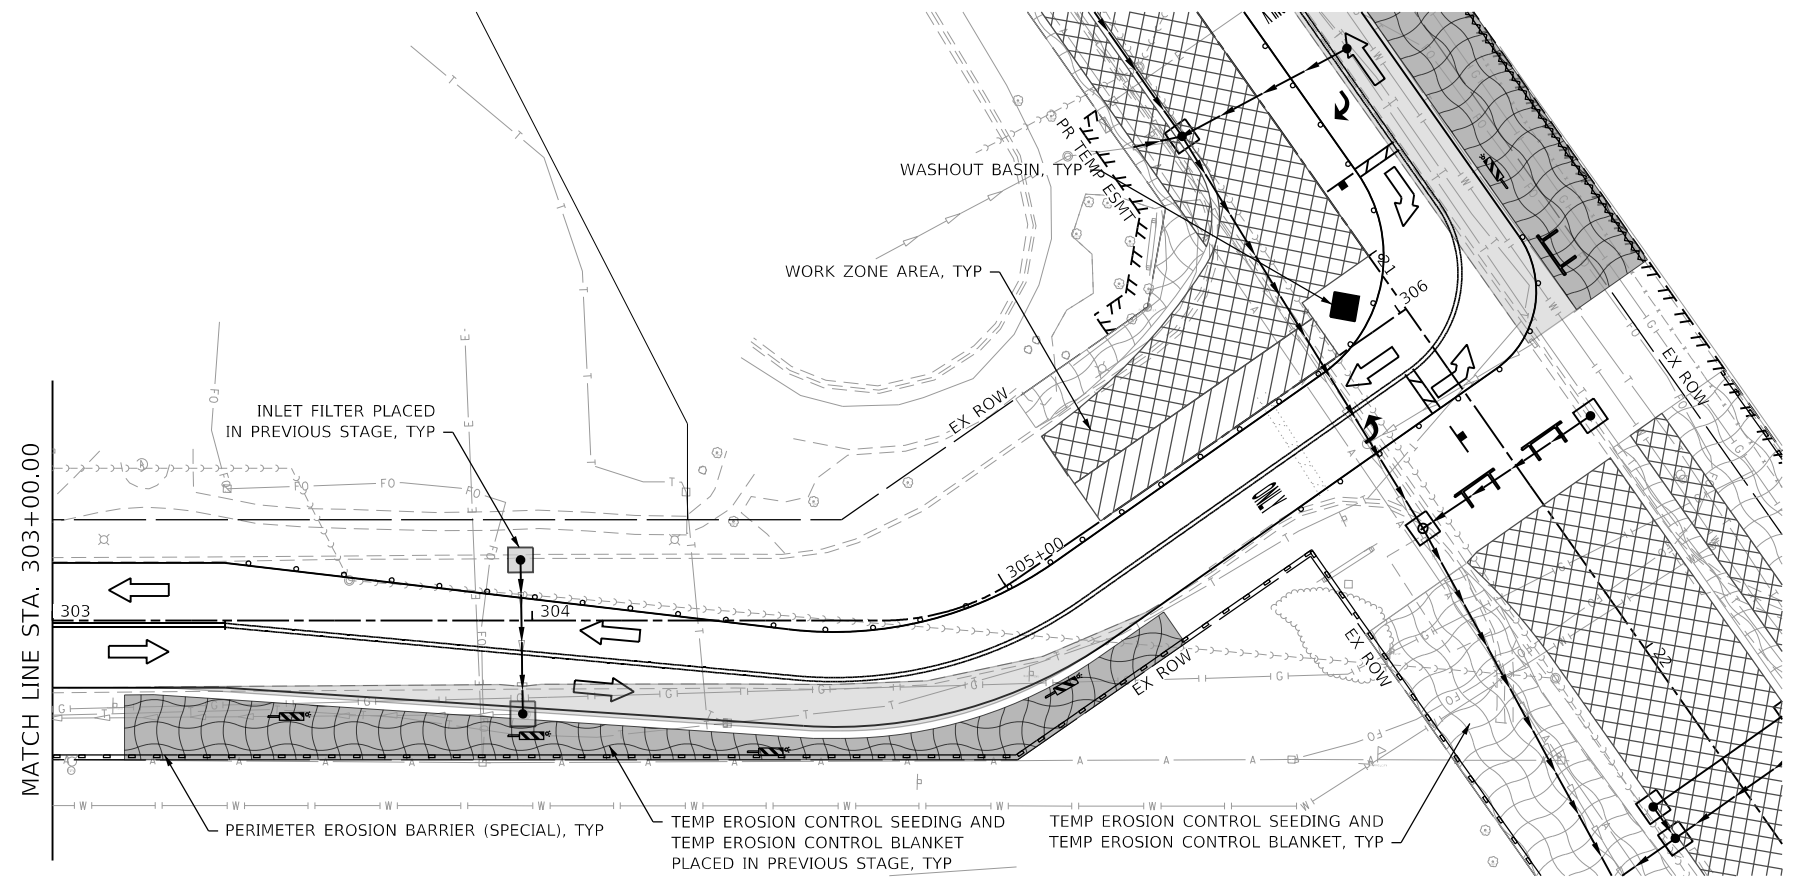 PR TEMP ESMT
WASHOUT BASIN, TYP
WORK ZONE AREA, TYP
21
306
EX ROW
EX ROW
INLET FILTER PLACED
IN PREVIOUS STAGE, TYP
ONLY
305+00
MATCH LINE STA. 303+00.00
303
304
EX ROW
EX ROW
22
PERIMETER EROSION BARRIER (SPECIAL), TYP
TEMP EROSION CONTROL SEEDING AND
TEMP EROSION CONTROL BLANKET
PLACED IN PREVIOUS STAGE, TYP
TEMP EROSION CONTROL SEEDING AND
TEMP EROSION CONTROL BLANKET, TYP